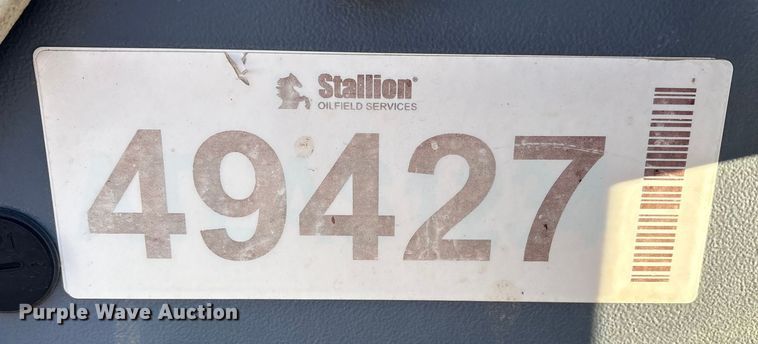 Stallion®
OILFIELD SERVICES
49427
Purple Wave Auction